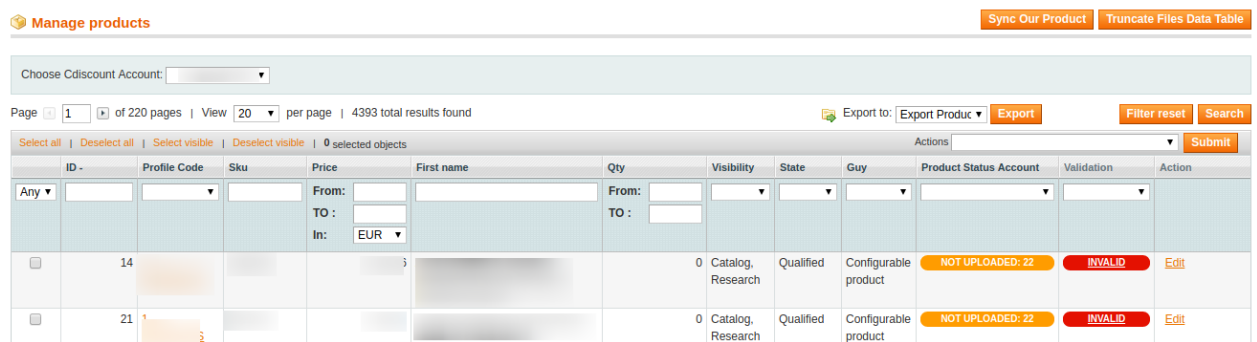 Manage products
Sync Our Product
Truncate Files Data Table
Choose Cdiscount Account:
Page 1 of 220 pages | View 20 per page | 4393 total results found
Export to: Export Produc Export
Filter reset Search
Select all | Deselect all | Select visible | Deselect visible | 0 selected objects
Actions Submit
ID - Profile Code Sku Price First name Qty Visibility State Guy Product Status Account Validation Action
Any From: From:
TO : TO :
In: EUR
14 0 Catalog, Qualified Configurable NOT UPLOADED: 22 INVALID Edit
Research product
21 0 Catalog, Qualified Configurable NOT UPLOADED: 22 INVALID Edit
Research product